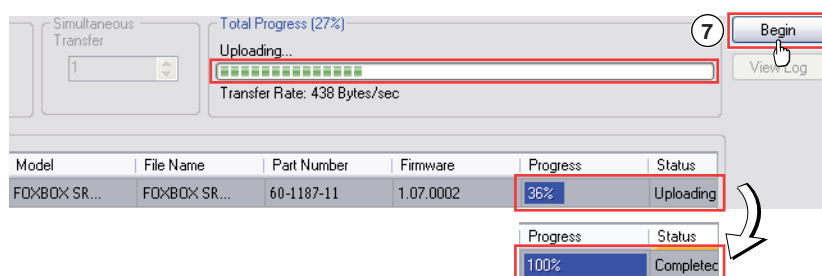 Simultaneous
Transfer
1
Total Progress (27%)
Uploading...
Transfer Rate: 438 Bytes/sec
7
Begin
View Log
Model File Name Part Number Firmware Progress Status
FOXBOX SR... FOXBOX SR... 60-1187-11 1.07.0002 36% Uploading
Progress Status
100% Completed